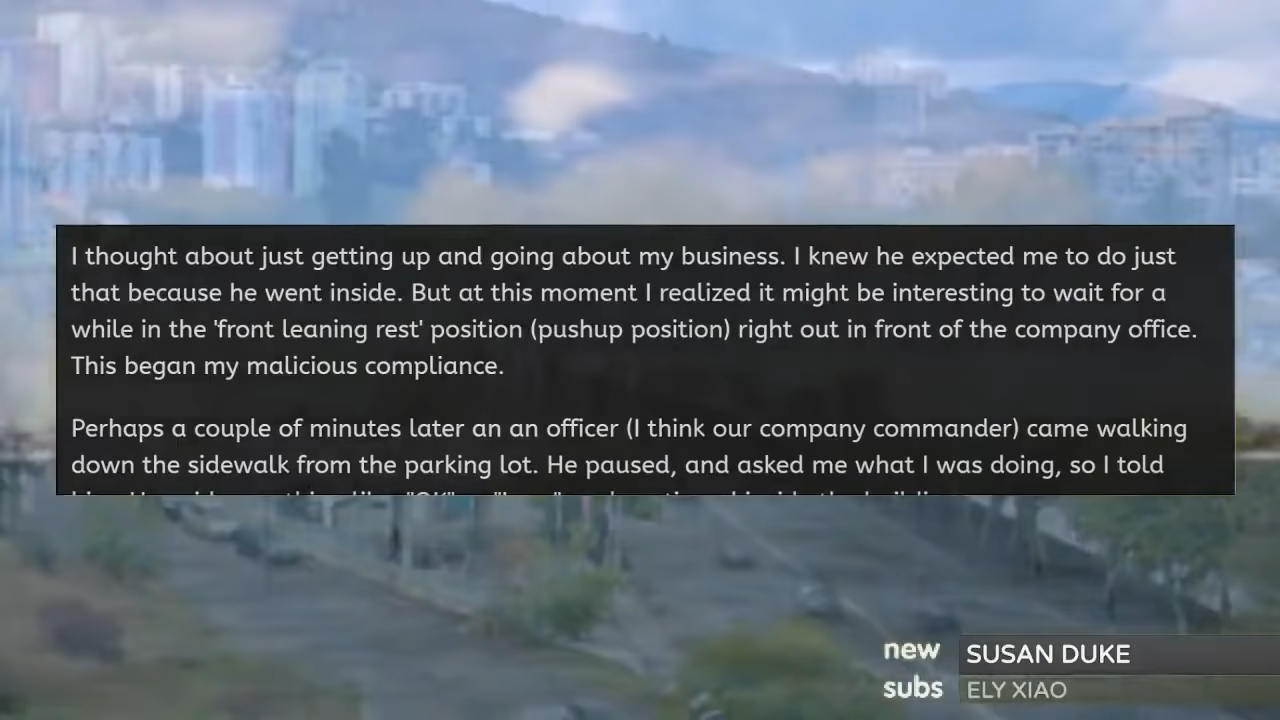 I thought about just getting up and going about my business. I knew he expected me to do just
that because he went inside. But at this moment I realized it might be interesting to wait for a
while in the 'front leaning rest' position (pushup position) right out in front of the company office.
This began my malicious compliance.
Perhaps a couple of minutes later an an officer (I think our company commander) came walking
down the sidewalk from the parking lot. He paused, and asked me what I was doing, so I told
new SUSAN DUKE
subs ELY XIAO